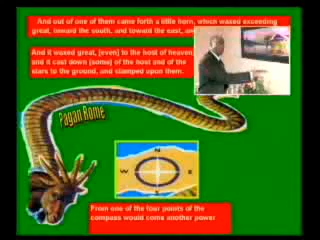 And out of one of them came forth a little horn, which waxed exceeding
great, toward the south, and toward the east, an
And it waxed great, [even] to the host of heaven;
and it cast down [some] of the host and of the
stars to the ground, and stamped upon them.
Pagan Rome
N
W E
S
From one of the four points of the
compass would come another power